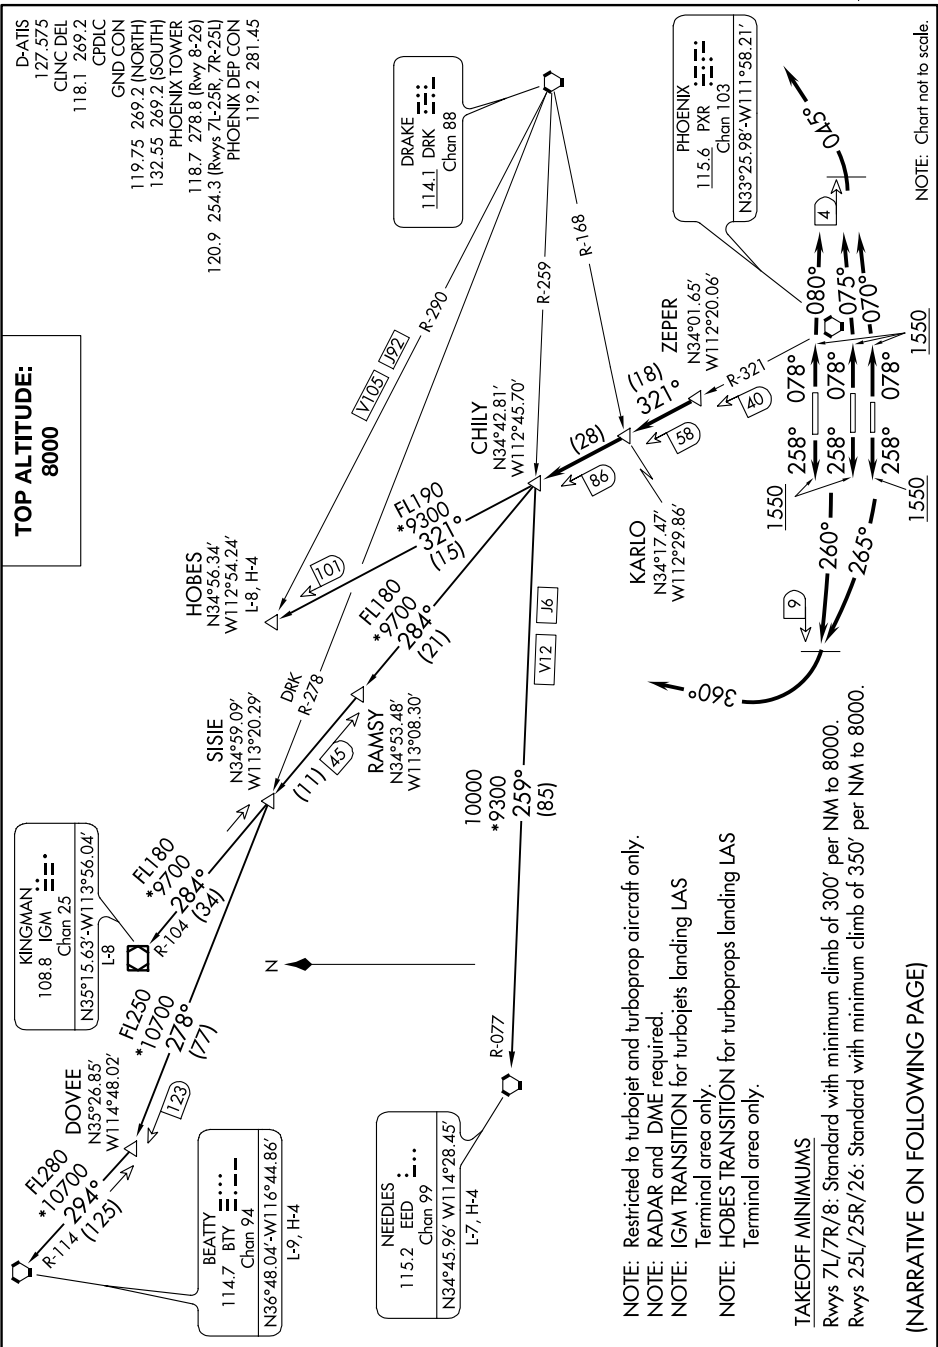 TOP ALTITUDE:
8000
D-ATIS
127.575
CLNC DEL
118.1 269.2
CPDLC
GND CON
119.75 269.2 (NORTH)
132.55 269.2 (SOUTH)
PHOENIX TOWER
118.7 278.8 (Rwy 8-26)
120.9 254.3 (Rwys 7L-25R, 7R-25L)
PHOENIX DEP CON
119.2 281.45
BEATTY
114.7 BTY
Chan 94
N36°48.04'-W116°44.86'
L-9, H-4
FL280
*10700
294°
(125)
R-114
DOVEE
N35°26.85'
W114°48.02'
123
FL250
*10700
278°
(77)
KINGMAN
108.8 IGM
Chan 25
N35°15.63'-W113°56.04'
L-8
FL180
*9700
284°
(34)
R-104
SISIE
N34°59.09'
W113°20.29'
(11)
45
DRK
R-278
RAMSY
N34°53.48'
W113°08.30'
FL180
*9700
284°
(21)
HOBES
N34°56.34'
W112°54.24'
L-8, H-4
101
FL190
*9300
321°
(15)
V105
J92
R-290
DRAKE
114.1 DRK
Chan 88
R-259
R-168
CHILY
N34°42.81'
W112°45.70'
(28)
86
NEEDLES
115.2 EED
Chan 99
N34°45.96' W114°28.45'
L-7, H-4
R-077
10000
*9300
259°
(85)
V12
J6
KARLO
N34°17.47'
W112°29.86'
58
(18)
321°
ZEPER
N34°01.65'
W112°20.06'
40
R-321
PHOENIX
115.6 PXR
Chan 103
N33°25.98'-W111°58.21'
N
360°
9
260°
265°
1550
1550
258°
258°
258°
078°
078°
078°
1550
080°
075°
070°
4
045°
NOTE: Chart not to scale.
NOTE: Restricted to turbojet and turboprop aircraft only.
NOTE: RADAR and DME required.
NOTE: IGM TRANSITION for turbojets landing LAS
Terminal area only.
NOTE: HOBES TRANSITION for turboprops landing LAS
Terminal area only.
TAKEOFF MINIMUMS
Rwys 7L/7R/8: Standard with minimum climb of 300' per NM to 8000.
Rwys 25L/25R/26: Standard with minimum climb of 350' per NM to 8000.
(NARRATIVE ON FOLLOWING PAGE)